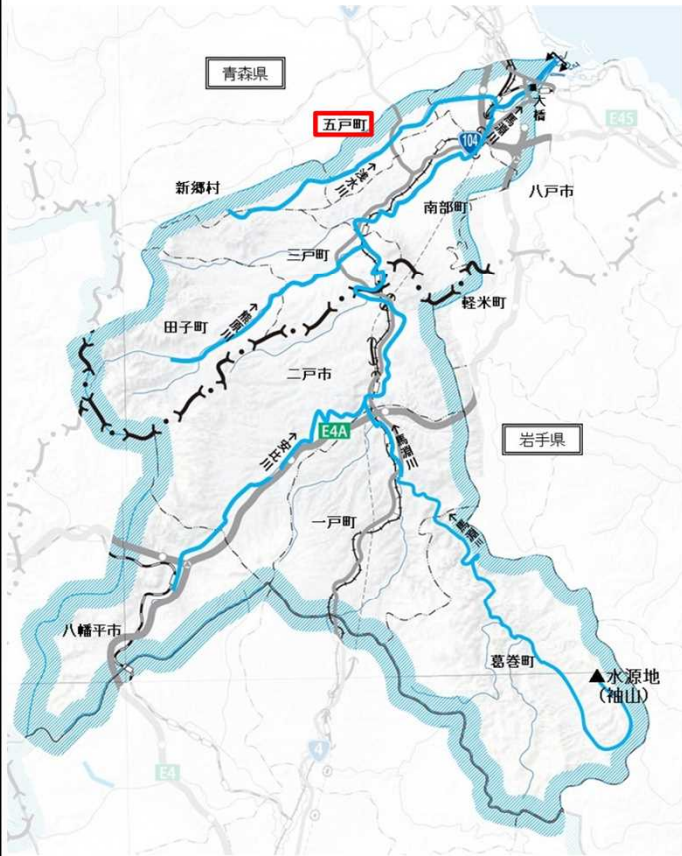 青森県
E45
五戸町
大橋
↑馬淵川
104
↑浅水川
新郷村
八戸市
南部町
三戸町
軽米町
↑熊原川
田子町
二戸市
E4A
岩手県
↑安比川
↑馬淵川
一戸町
↑馬淵川
八幡平市
葛巻町
▲水源地
(袖山)
4
E4